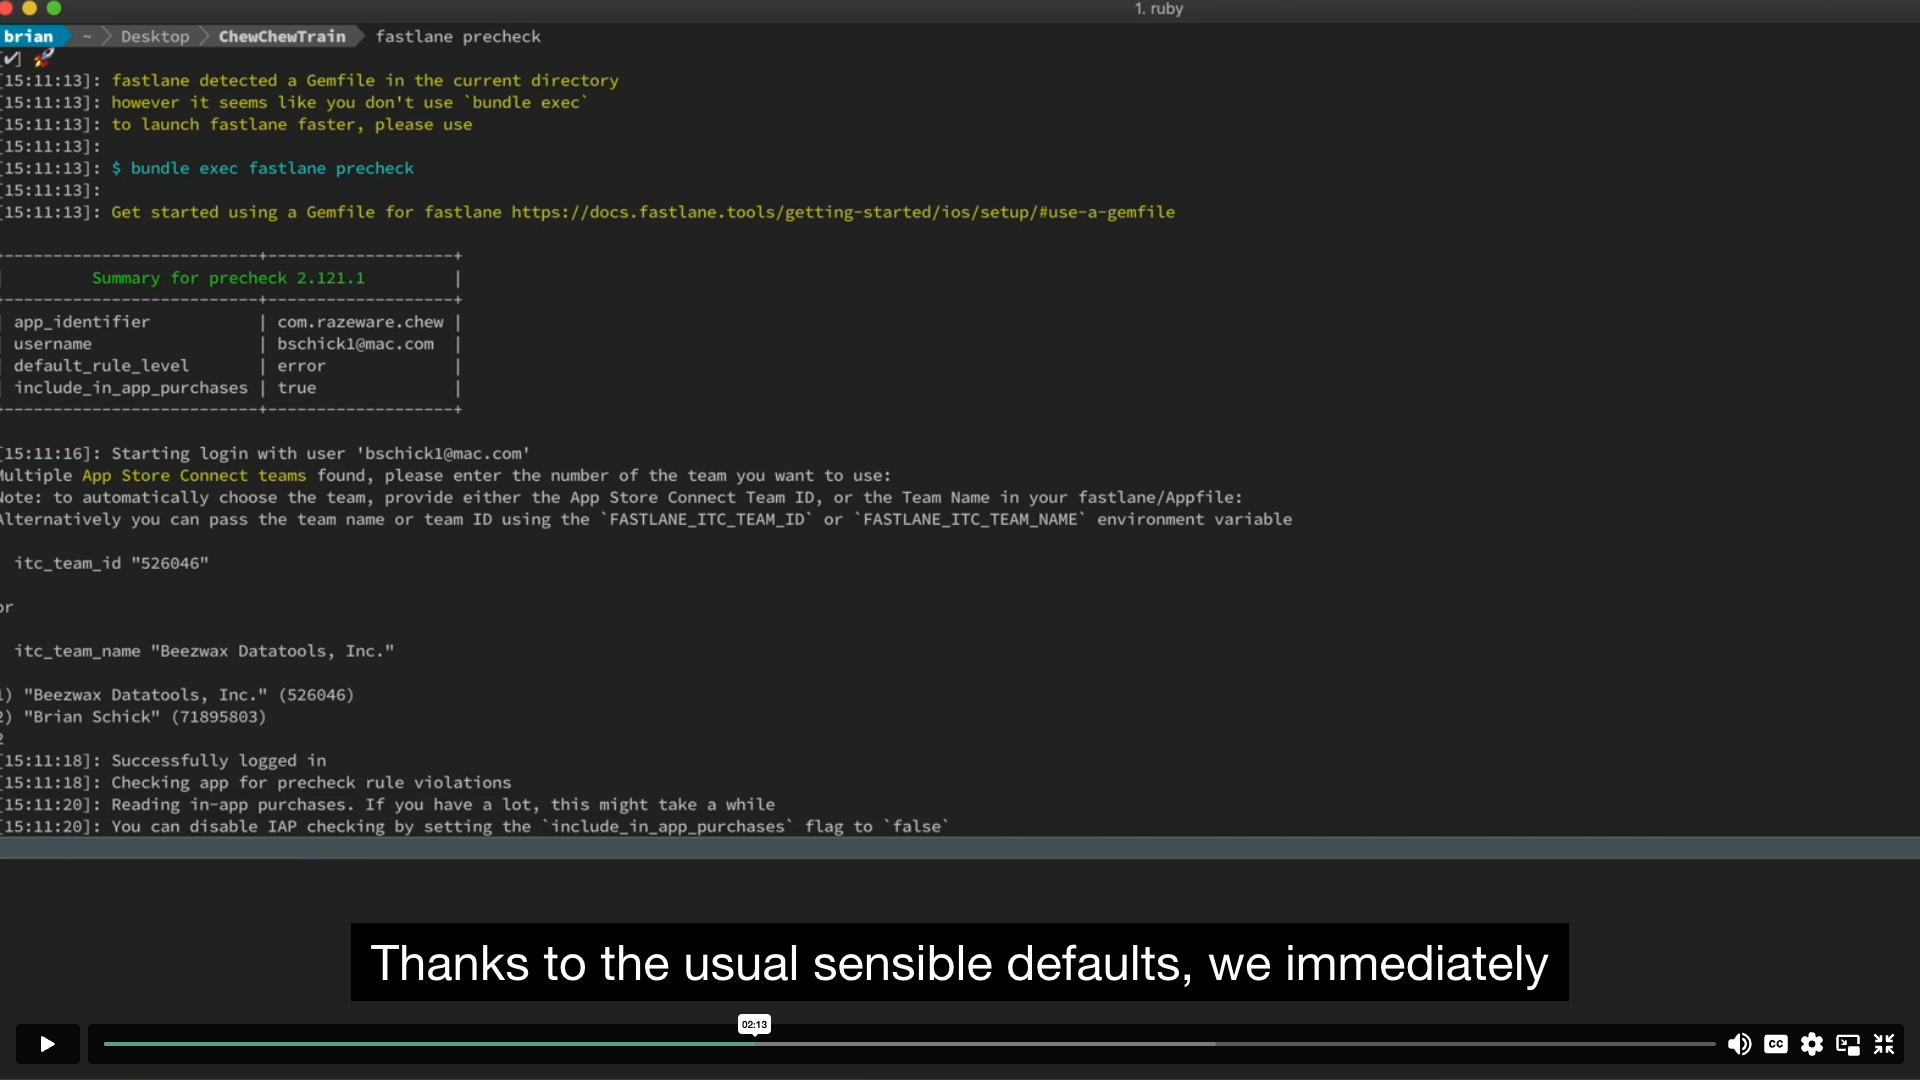 1. ruby
brian ~ Desktop ChewChewTrain fastlane precheck
[✔] 🚀
[15:11:13]: fastlane detected a Gemfile in the current directory
[15:11:13]: however it seems like you don't use `bundle exec`
[15:11:13]: to launch fastlane faster, please use
[15:11:13]:
[15:11:13]: $ bundle exec fastlane precheck
[15:11:13]:
[15:11:13]: Get started using a Gemfile for fastlane https://docs.fastlane.tools/getting-started/ios/setup/#use-a-gemfile
Summary for precheck 2.121.1
app_identifier | com.razeware.chew |
username | bschick1@mac.com |
default_rule_level | error |
include_in_app_purchases | true |
[15:11:16]: Starting login with user 'bschick1@mac.com'
Multiple App Store Connect teams found, please enter the number of the team you want to use:
Note: to automatically choose the team, provide either the App Store Connect Team ID, or the Team Name in your fastlane/Appfile:
Alternatively you can pass the team name or team ID using the `FASTLANE_ITC_TEAM_ID` or `FASTLANE_ITC_TEAM_NAME` environment variable
itc_team_id "526046"
or
itc_team_name "Beezwax Datatools, Inc."
1) "Beezwax Datatools, Inc." (526046)
2) "Brian Schick" (71895803)
2
[15:11:18]: Successfully logged in
[15:11:18]: Checking app for precheck rule violations
[15:11:20]: Reading in-app purchases. If you have a lot, this might take a while
[15:11:20]: You can disable IAP checking by setting the `include_in_app_purchases` flag to `false`
Thanks to the usual sensible defaults, we immediately
02:13
CC